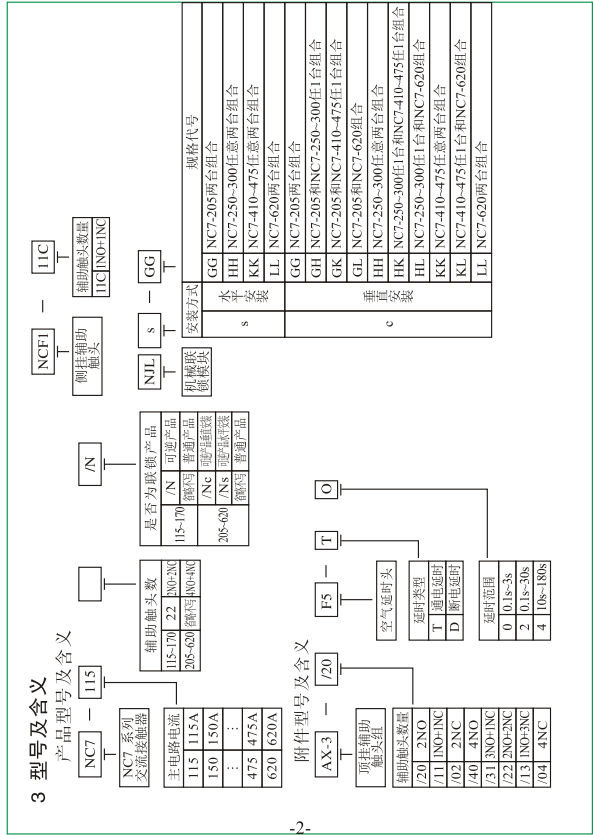 3 型号及含义
产品型号及含义
NC7 — 115 /N
NC7 系列
交流接触器
主电路电流
115 115A
150 150A
⋮ ⋮
475 475A
620 620A
辅助触头数
115~170 22 2NO+2NC
205~620 省略不写 4NO+4NC
是否为联锁产品
115~170 /N 可逆产品
省略不写 普通产品
205~620 /Nc 可逆产品垂直安装
/Ns 可逆产品水平安装
省略不写 普通产品
NCF1 — 11C
侧挂辅助
触头
辅助触头数量
11C 1NO+1NC
附件型号及含义
AX-3 — /20
顶挂辅助
触头组
辅助触头数量
/20 2NO
/11 1NO+1NC
/02 2NC
/40 4NO
/31 3NO+1NC
/22 2NO+2NC
/13 1NO+3NC
/04 4NC
F5 — T O
空气延时头
延时类型
T 通电延时
D 断电延时
延时范围
0 0.1s~3s
2 0.1s~30s
4 10s~180s
NJL s — GG
机械联
锁模块
安装方式 规格代号
s 水平安装
GG NC7-205两台组合
HH NC7-250~300任意两台组合
KK NC7-410~475任意两台组合
LL NC7-620两台组合
c 垂直安装
GG NC7-205两台组合
GH NC7-205和NC7-250~300任1台组合
GK NC7-205和NC7-410~475任1台组合
GL NC7-205和NC7-620组合
HH NC7-250~300任意两台组合
HK NC7-250~300任1台和NC7-410~475任1台组合
HL NC7-250~300任1台和NC7-620组合
KK NC7-410~475任意两台组合
KL NC7-410~475任1台和NC7-620组合
LL NC7-620两台组合
-2-